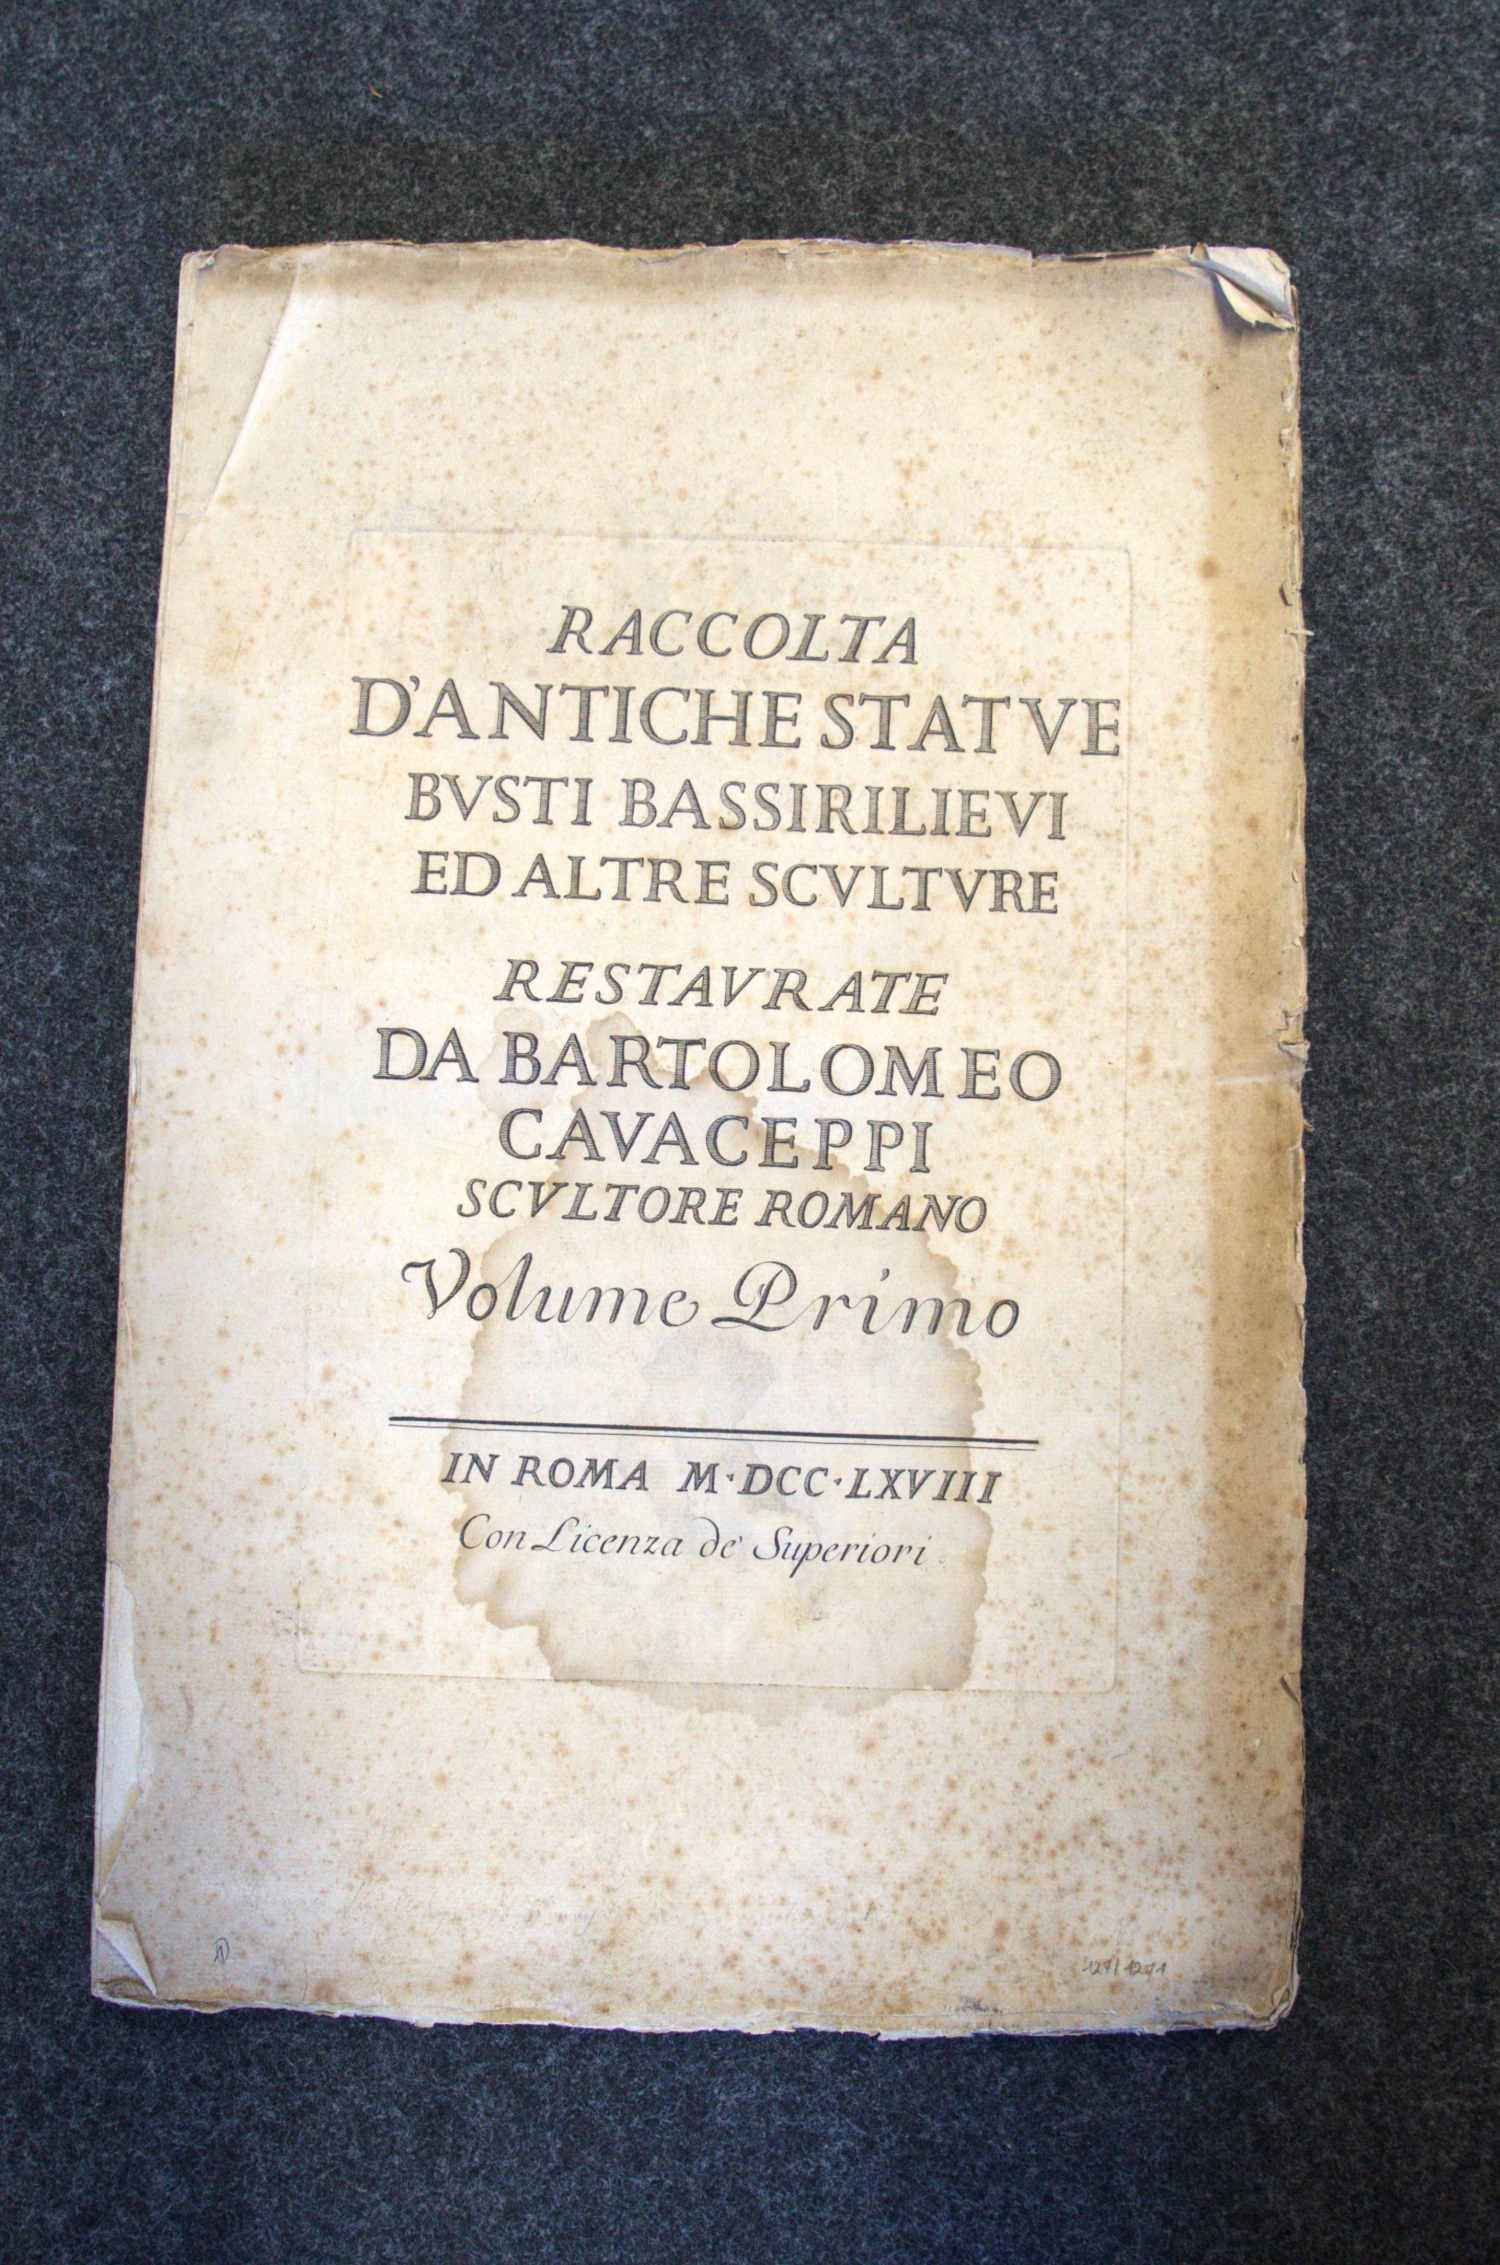 RACCOLTA
D'ANTICHE STATVE
BVSTI BASSIRILIEVI
ED ALTRE SCVLTVRE
RESTAVRATE
DA BARTOLOMEO
CAVACEPPI
SCVLTORE ROMANO
Volume Primo
IN ROMA M·DCC·LXVIII
Con Licenza de' Superiori